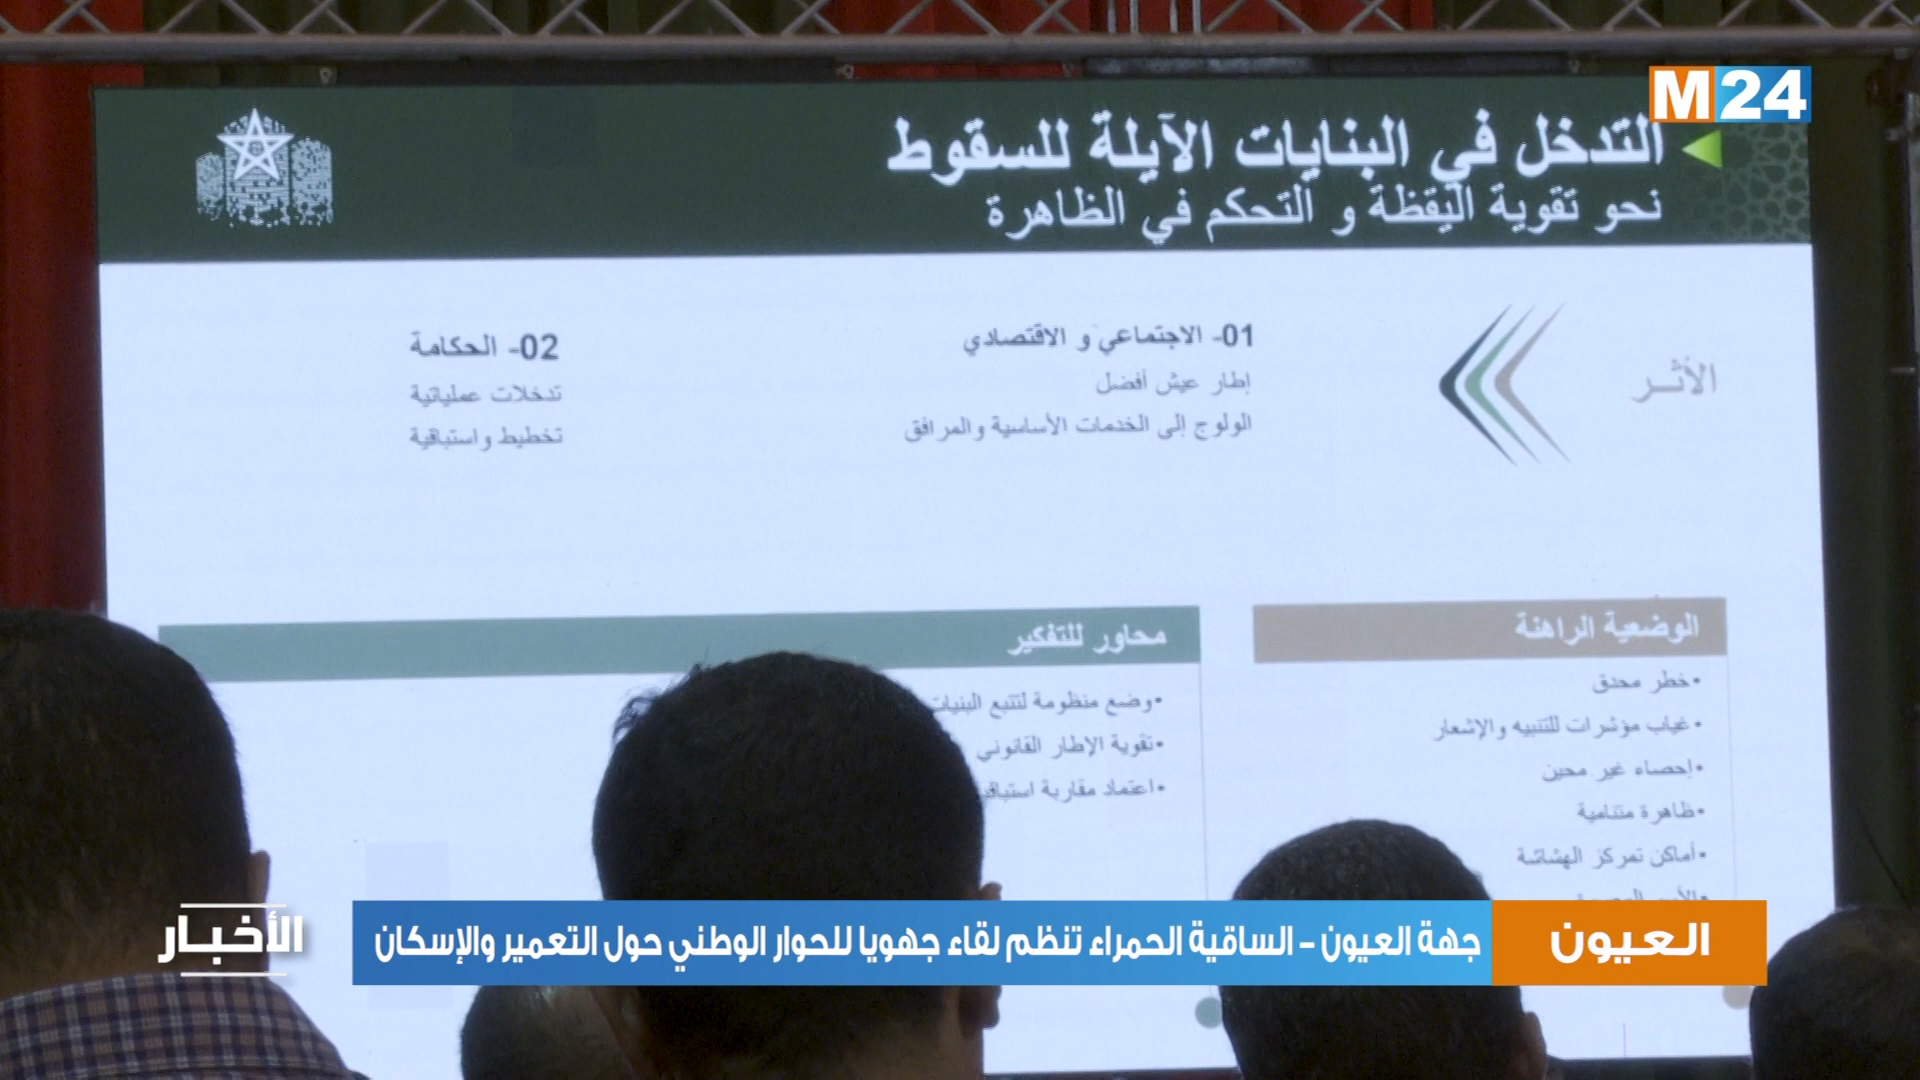 M24
التدخل في البنايات الآيلة للسقوط
نحو تقوية اليقظة و التحكم في الظاهرة
الأثـر
01- الاجتماعي و الاقتصادي
إطار عيش أفضل
الولوج إلى الخدمات الأساسية والمرافق
02- الحكامة
تدخلات عملياتية
تخطيط واستباقية
الوضعية الراهنة
•خطر محدق
•غياب مؤشرات للتنبيه والإشعار
•إحصاء غير محين
•ظاهرة متنامية
•أماكن تمركز الهشاشة
محاور للتفكير
•وضع منظومة لتتبع البنيات
•تقوية الإطار القانوني
•اعتماد مقاربة
العيون
جهة العيون - الساقية الحمراء تنظم لقاء جهويا للحوار الوطني حول التعمير والإسكان
الأخبار